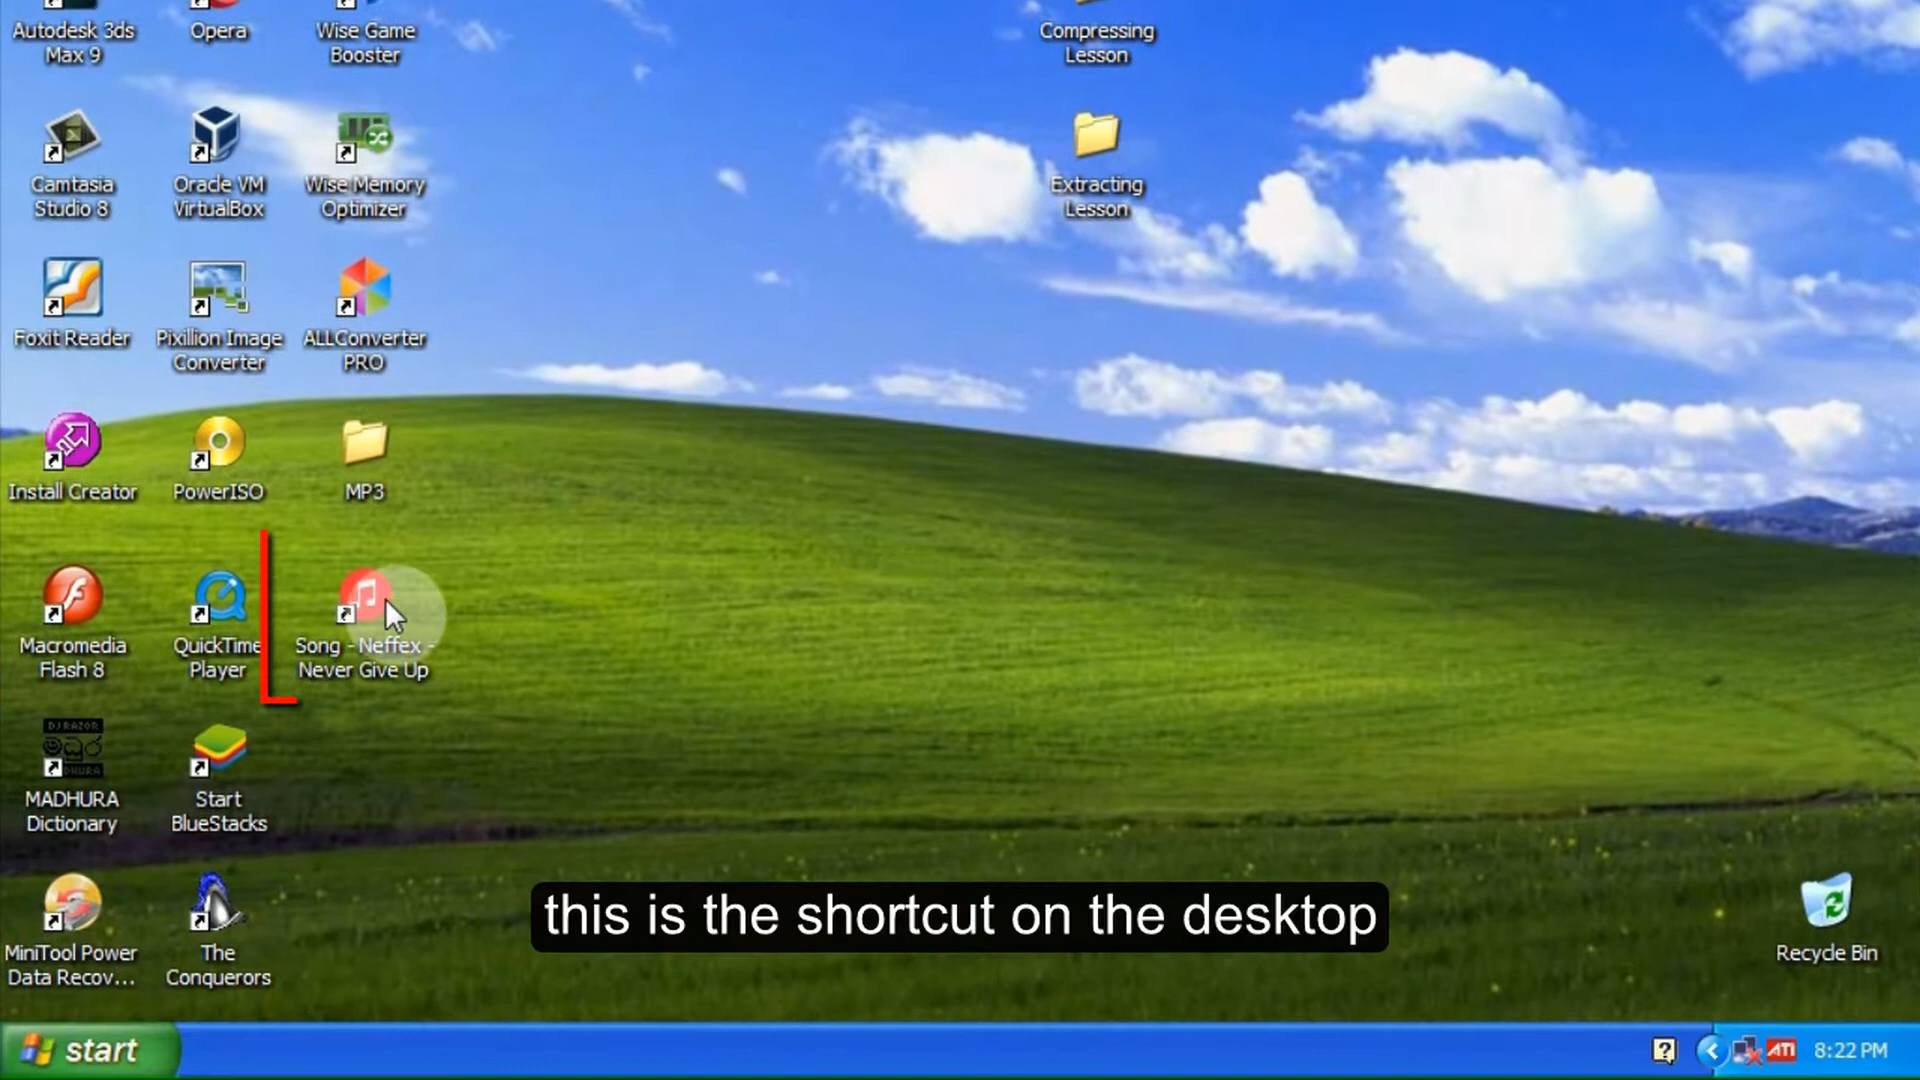 Autodesk 3ds
Max 9
Opera
Wise Game
Booster
Compressing
Lesson
Camtasia
Studio 8
Oracle VM
VirtualBox
Wise Memory
Optimizer
Extracting
Lesson
Foxit Reader
Pixillion Image
Converter
ALLConverter
PRO
Install Creator
PowerISO
MP3
Macromedia
Flash 8
QuickTime
Player
Song - Neffex -
Never Give Up
DJ RAZOR
මධුර
MADHURA
Dictionary
Start
BlueStacks
MiniTool Power
Data Recov...
The
Conquerors
this is the shortcut on the desktop
Recycle Bin
start
ATI
8:22 PM